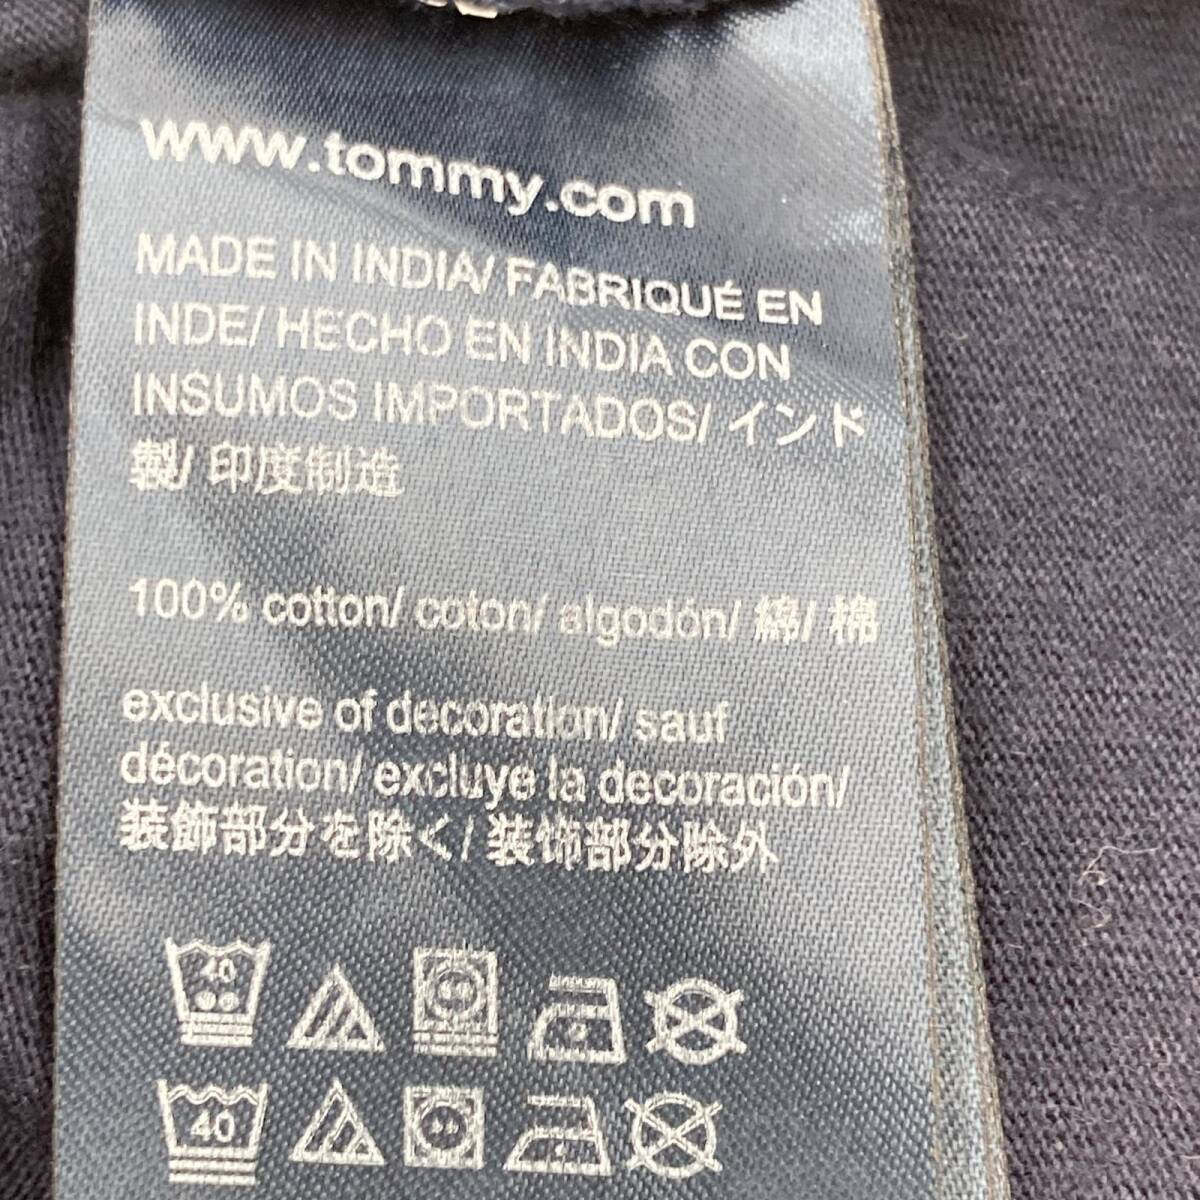 www.tommy.com
MADE IN INDIA/ FABRIQUÉ EN
INDE/ HECHO EN INDIA CON
INSUMOS IMPORTADOS/ インド
製/ 印度制造
100% cotton/ coton/ algodón/ 綿/ 棉
exclusive of decoration/ sauf
décoration/ excluye la decoración/
装飾部分を除く/ 装饰部分除外
40
40